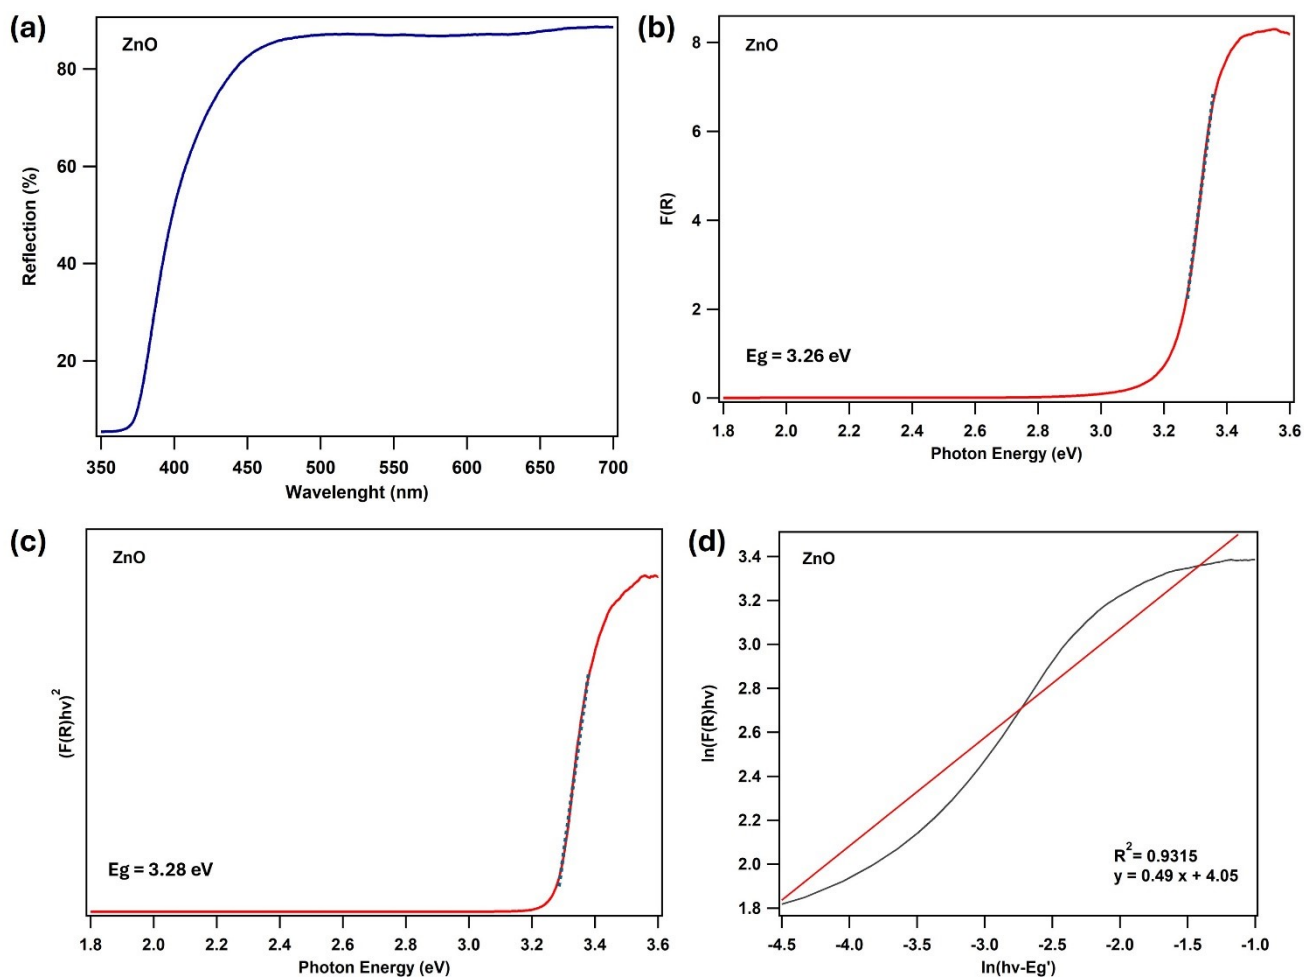 (a)
ZnO
80
60
40
20
Reflection (%)
350 400 450 500 550 600 650 700
Wavelenght (nm)
(b)
ZnO
8
6
4
2
0
F(R)
Eg = 3.26 eV
1.8 2.0 2.2 2.4 2.6 2.8 3.0 3.2 3.4 3.6
Photon Energy (eV)
(c)
ZnO
(F(R)hv)²
Eg = 3.28 eV
1.8 2.0 2.2 2.4 2.6 2.8 3.0 3.2 3.4 3.6
Photon Energy (eV)
(d)
ZnO
3.4
3.2
3.0
2.8
2.6
2.4
2.2
2.0
1.8
ln(F(R)hv)
R²= 0.9315
y = 0.49 x + 4.05
-4.5 -4.0 -3.5 -3.0 -2.5 -2.0 -1.5 -1.0
ln(hv-Eg')